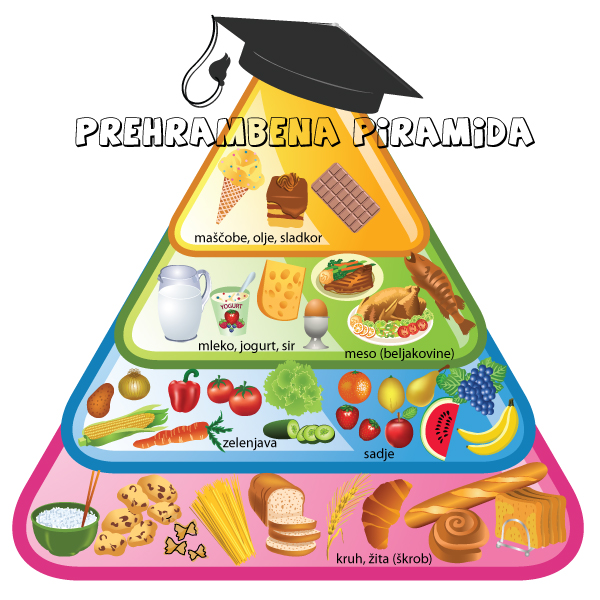 PREHRAMBENA PIRAMIDA
maščobe, olje, sladkor
YOGURT
mleko, jogurt, sir
meso (beljakovine)
zelenjava
sadje
kruh, žita (škrob)